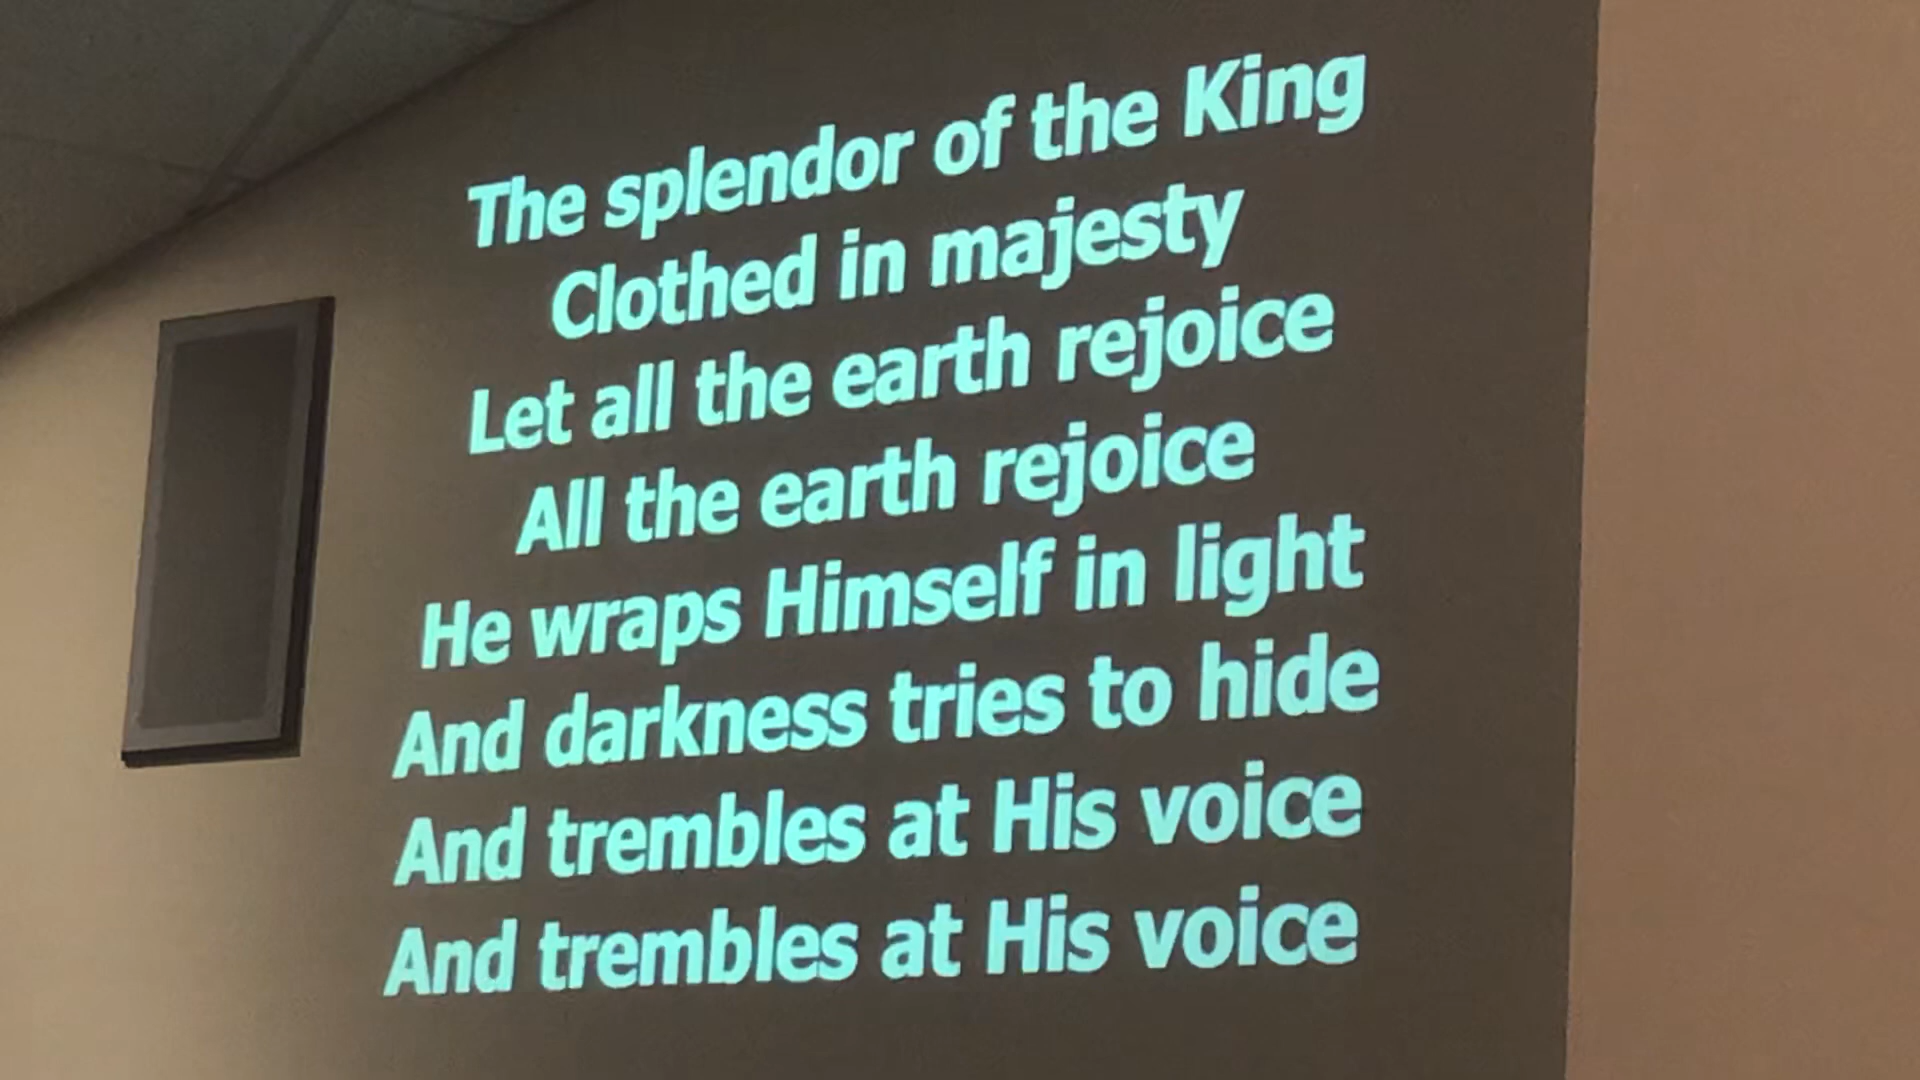 The splendor of the King
Clothed in majesty
Let all the earth rejoice
All the earth rejoice
He wraps Himself in light
And darkness tries to hide
And trembles at His voice
And trembles at His voice